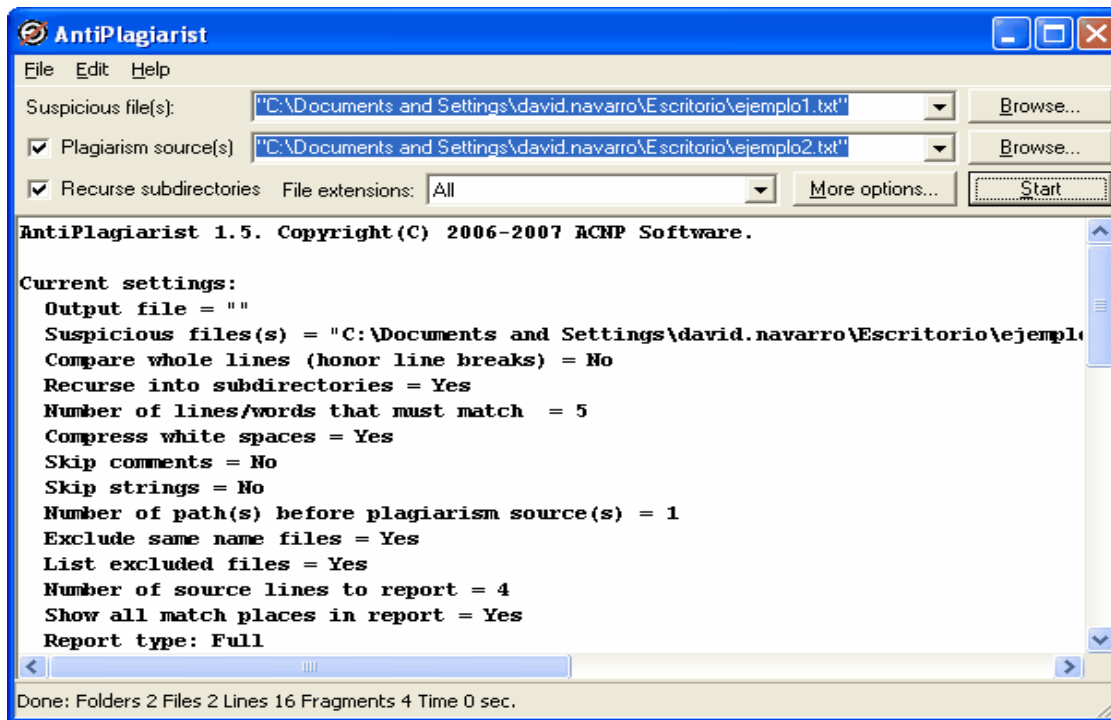 AntiPlagiarist
File Edit Help
Suspicious file(s): "C:\Documents and Settings\david.navarro\Escritorio\ejemplo1.txt" Browse...
Plagiarism source(s) "C:\Documents and Settings\david.navarro\Escritorio\ejemplo2.txt" Browse...
Recurse subdirectories File extensions: All More options... Start
AntiPlagiarist 1.5. Copyright(C) 2006-2007 ACNP Software.
Current settings:
Output file = ""
Suspicious files(s) = "C:\Documents and Settings\david.navarro\Escritorio\ejempl
Compare whole lines (honor line breaks) = No
Recurse into subdirectories = Yes
Number of lines/words that must match = 5
Compress white spaces = Yes
Skip comments = No
Skip strings = No
Number of path(s) before plagiarism source(s) = 1
Exclude same name files = Yes
List excluded files = Yes
Number of source lines to report = 4
Show all match places in report = Yes
Report type: Full
Done: Folders 2 Files 2 Lines 16 Fragments 4 Time 0 sec.